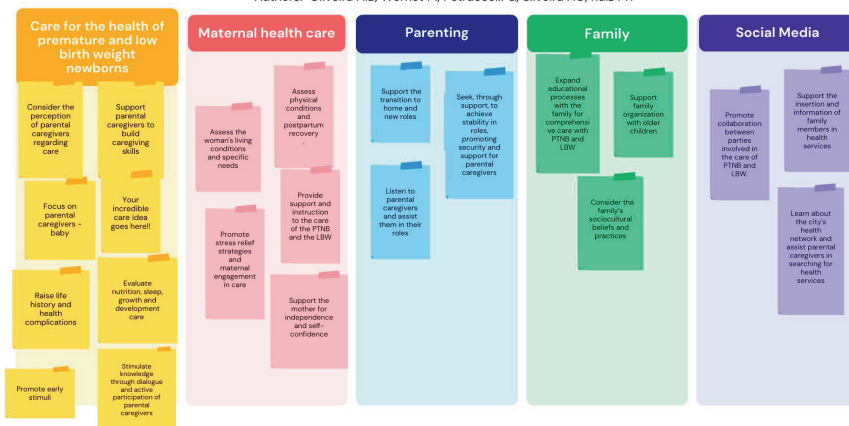 Care for the health of
premature and low
birth weight
newborns
Consider the
perception of
parental
caregivers
regarding
care
Support
parental
caregivers to
build
caregiving
skills
Focus on
parental
caregivers -
baby
Your
incredible
care idea
goes here!!
Raise life
history and
health
complications
Evaluate
nutrition, sleep,
growth and
development
care
Promote early
stimuli
Stimulate
knowledge
through dialogue
and active
participation of
parental
caregivers
Maternal health care
Assess
physical
conditions
and
postpartum
recovery
.
Assess the
woman's living
conditions and
specific
needs
Provide
support and
instruction
to the care
of the PTNB
and the LBW
Promote
stress relief
strategies and
maternal
engagement
in care
Support the
mother for
independence
and self-
confidence
Parenting
Support the
transition to
home and
new roles
Seek, through
support, to
achieve
stability in
roles,
promoting
security and
support for
parental
caregivers
Listen to
parental
caregivers
and assist
them in their
roles
Family
Expand
educational
processes
with the
family for
comprehensi
ve care with
PTNB and
LBW
Support
family
organization
with older
children
Consider the
family's
sociocultural
beliefs and
practices
Social Media
Promote
collaboration
between
parties
involved in
the care of
PTNB and
LBW.
Support the
insertion and
information of
family
members in
health
services
Learn about
the city's
health
network and
assist parental
caregivers in
searching for
health
services